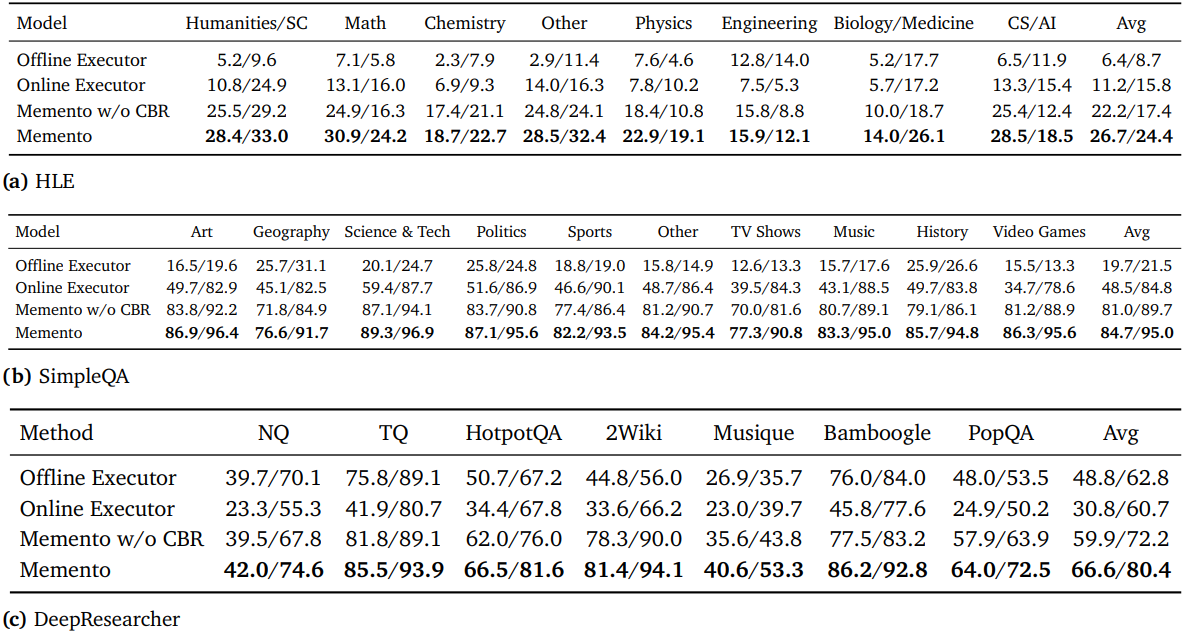 Model Humanities/SC Math Chemistry Other Physics Engineering Biology/Medicine CS/AI Avg
Offline Executor 5.2/9.6 7.1/5.8 2.3/7.9 2.9/11.4 7.6/4.6 12.8/14.0 5.2/17.7 6.5/11.9 6.4/8.7
Online Executor 10.8/24.9 13.1/16.0 6.9/9.3 14.0/16.3 7.8/10.2 7.5/5.3 5.7/17.2 13.3/15.4 11.2/15.8
Memento w/o CBR 25.5/29.2 24.9/16.3 17.4/21.1 24.8/24.1 18.4/10.8 15.8/8.8 10.0/18.7 25.4/12.4 22.2/17.4
Memento 28.4/33.0 30.9/24.2 18.7/22.7 28.5/32.4 22.9/19.1 15.9/12.1 14.0/26.1 28.5/18.5 26.7/24.4
(a) HLE
Model Art Geography Science & Tech Politics Sports Other TV Shows Music History Video Games Avg
Offline Executor 16.5/19.6 25.7/31.1 20.1/24.7 25.8/24.8 18.8/19.0 15.8/14.9 12.6/13.3 15.7/17.6 25.9/26.6 15.5/13.3 19.7/21.5
Online Executor 49.7/82.9 45.1/82.5 59.4/87.7 51.6/86.9 46.6/90.1 48.7/86.4 39.5/84.3 43.1/88.5 49.7/83.8 34.7/78.6 48.5/84.8
Memento w/o CBR 83.8/92.2 71.8/84.9 87.1/94.1 83.7/90.8 77.4/86.4 81.2/90.7 70.0/81.6 80.7/89.1 79.1/86.1 81.2/88.9 81.0/89.7
Memento 86.9/96.4 76.6/91.7 89.3/96.9 87.1/95.6 82.2/93.5 84.2/95.4 77.3/90.8 83.3/95.0 85.7/94.8 86.3/95.6 84.7/95.0
(b) SimpleQA
Method NQ TQ HotpotQA 2Wiki Musique Bamboogle PopQA Avg
Offline Executor 39.7/70.1 75.8/89.1 50.7/67.2 44.8/56.0 26.9/35.7 76.0/84.0 48.0/53.5 48.8/62.8
Online Executor 23.3/55.3 41.9/80.7 34.4/67.8 33.6/66.2 23.0/39.7 45.8/77.6 24.9/50.2 30.8/60.7
Memento w/o CBR 39.5/67.8 81.8/89.1 62.0/76.0 78.3/90.0 35.6/43.8 77.5/83.2 57.9/63.9 59.9/72.2
Memento 42.0/74.6 85.5/93.9 66.5/81.6 81.4/94.1 40.6/53.3 86.2/92.8 64.0/72.5 66.6/80.4
(c) DeepResearcher